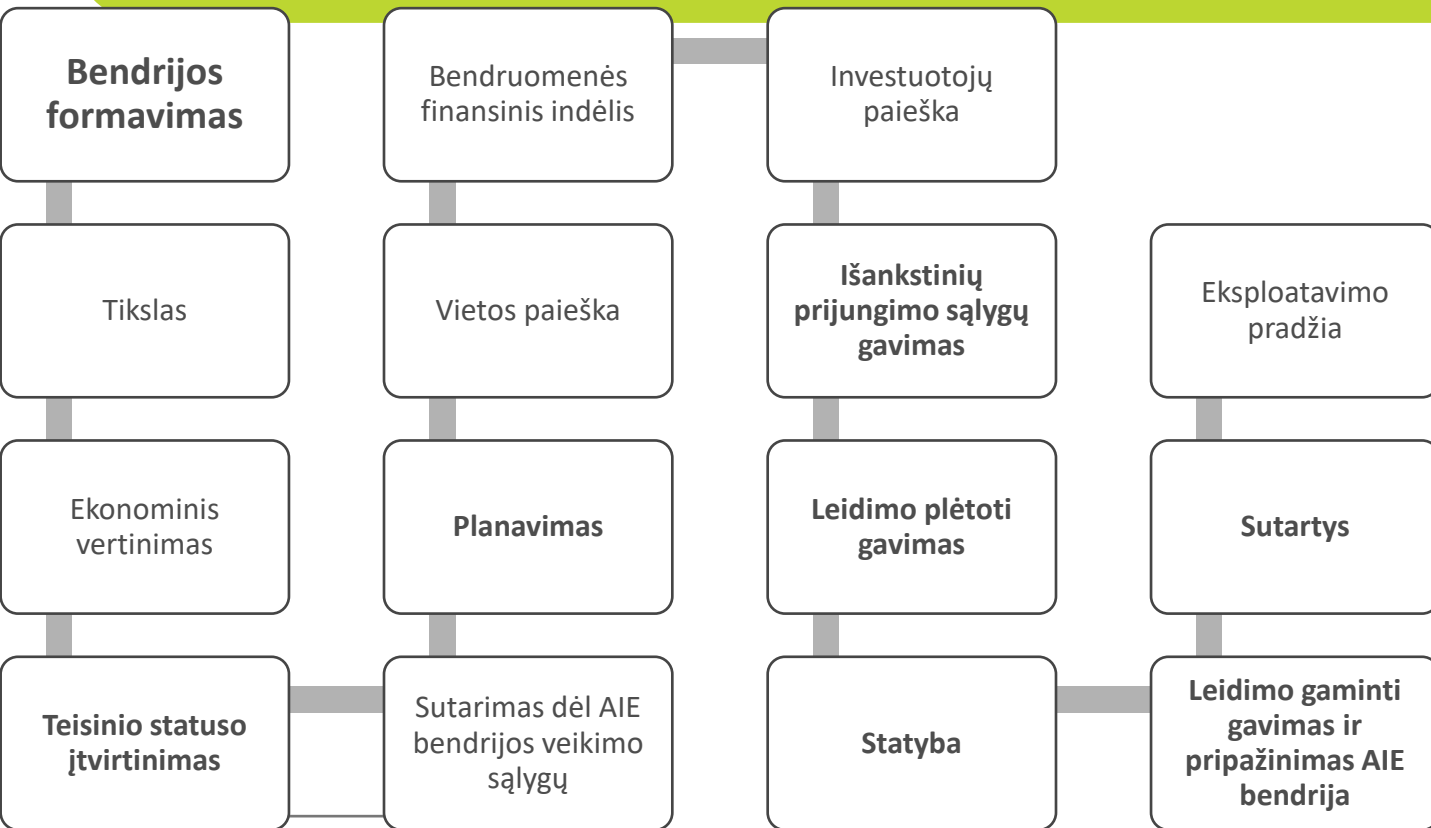 Bendrijos
formavimas
Tikslas
Ekonominis
vertinimas
Teisinio statuso
įtvirtinimas
Sutarimas dėl AIE
bendrijos veikimo
sąlygų
Planavimas
Vietos paieška
Bendruomenės
finansinis indėlis
Investuotojų
paieška
Išankstinių
prijungimo sąlygų
gavimas
Leidimo plėtoti
gavimas
Statyba
Leidimo gaminti
gavimas ir
pripažinimas AIE
bendrija
Sutartys
Eksploatavimo
pradžia